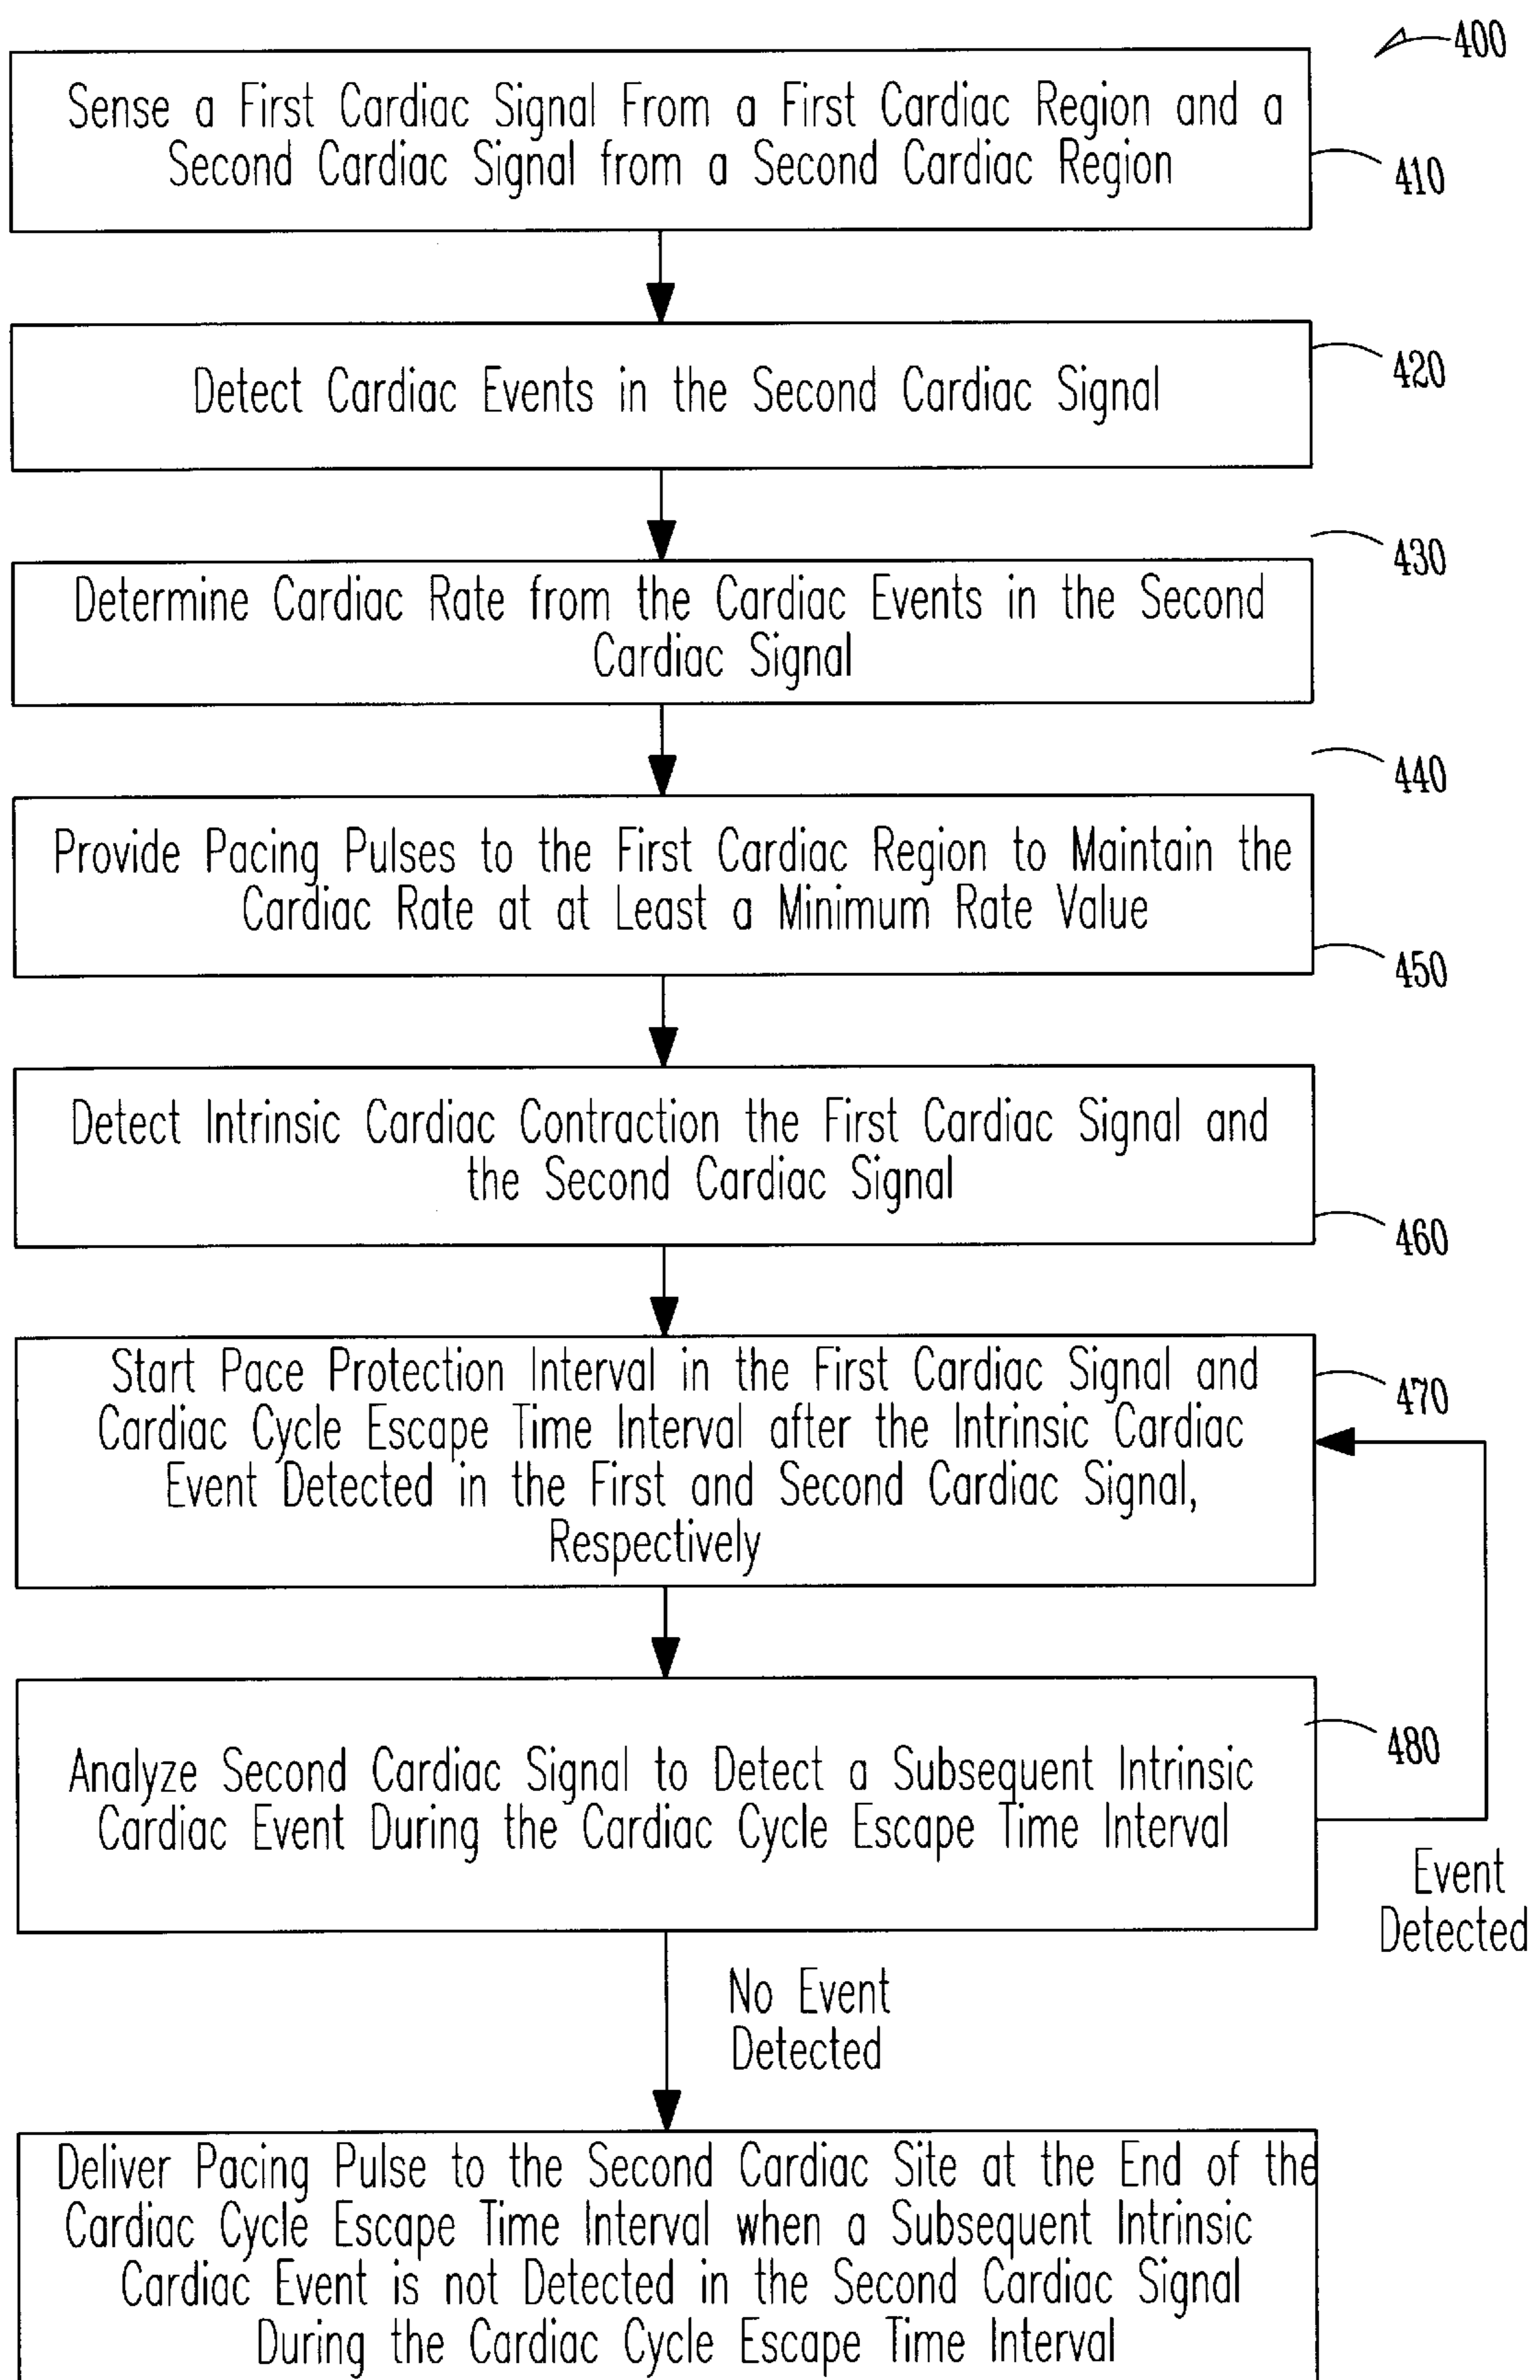 400
Sense a First Cardiac Signal From a First Cardiac Region and a
Second Cardiac Signal from a Second Cardiac Region
410
Detect Cardiac Events in the Second Cardiac Signal
420
430
Determine Cardiac Rate from the Cardiac Events in the Second
Cardiac Signal
440
Provide Pacing Pulses to the First Cardiac Region to Maintain the
Cardiac Rate at at Least a Minimum Rate Value
450
Detect Intrinsic Cardiac Contraction the First Cardiac Signal and
the Second Cardiac Signal
460
Start Pace Protection Interval in the First Cardiac Signal and
Cardiac Cycle Escape Time Interval after the Intrinsic Cardiac
Event Detected in the First and Second Cardiac Signal,
Respectively
470
Analyze Second Cardiac Signal to Detect a Subsequent Intrinsic
Cardiac Event During the Cardiac Cycle Escape Time Interval
480
Event
Detected
No Event
Detected
Deliver Pacing Pulse to the Second Cardiac Site at the End of the
Cardiac Cycle Escape Time Interval when a Subsequent Intrinsic
Cardiac Event is not Detected in the Second Cardiac Signal
During the Cardiac Cycle Escape Time Interval